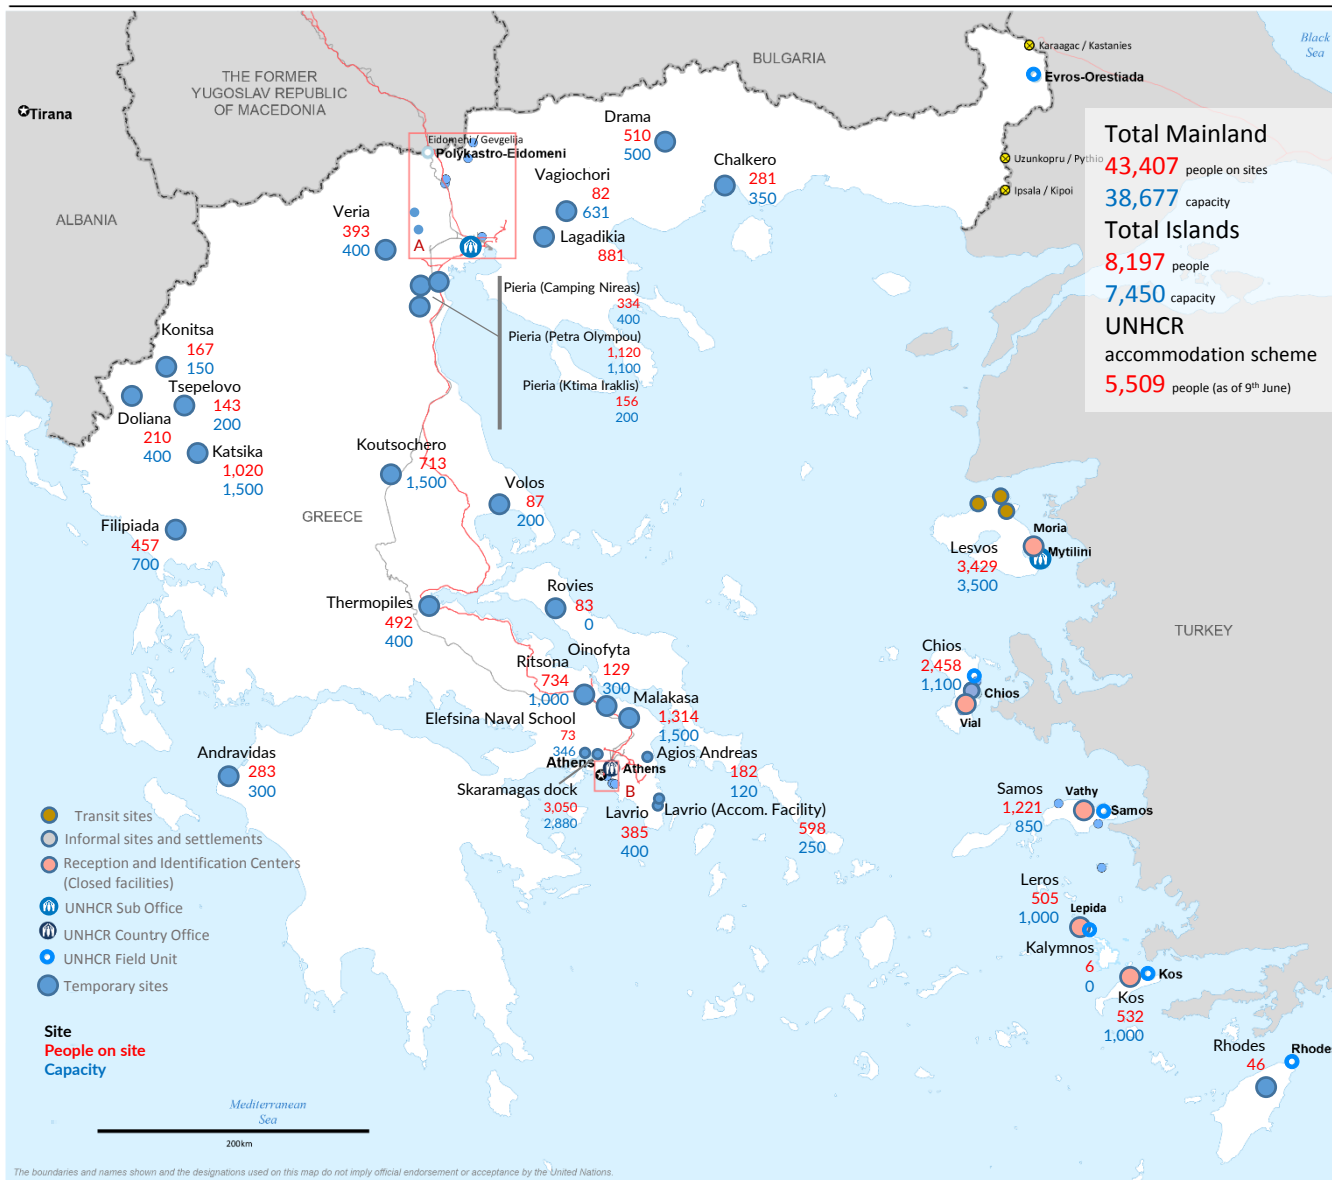 Black
Sea
BULGARIA
Karaagac / Kastanies
Evros-Orestiada
THE FORMER
YUGOSLAV REPUBLIC
OF MACEDONIA
Tirana
Total Mainland
43,407 people on sites
38,677 capacity
Total Islands
8,197 people
7,450 capacity
UNHCR
accommodation scheme
5,509 people (as of 9th June)
Drama
510
500
Eidomeni / Gevgelija
Polykastro-Eidomeni
Uzunkopru / Pythio
Ipsala / Kipoi
Chalkero
281
350
Vagiochori
82
631
ALBANIA
Veria
393
400
A
Lagadikia
881
Pieria (Camping Nireas)
334
400
Pieria (Petra Olympou)
1,120
1,100
Pieria (Ktima Iraklis)
156
200
Konitsa
167
150
Tsepelovo
143
200
Doliana
210
400
Katsika
1,020
1,500
Koutsochero
713
1,500
Volos
87
200
GREECE
Filipiada
457
700
Moria
Mytilini
Lesvos
3,429
3,500
Rovies
83
0
Thermopiles
492
400
TURKEY
Chios
2,458
1,100
Chios
Vial
Oinofyta
129
300
Ritsona
734
1,000
Malakasa
1,314
1,500
Elefsina Naval School
73
346
Agios Andreas
182
120
Athens
Athens
B
Andravidas
283
300
Skaramagas dock
3,050
2,880
Lavrio
385
400
Lavrio (Accom. Facility)
598
250
Samos
1,221
850
Vathy
Samos
Leros
505
1,000
Lepida
Kalymnos
6
0
Kos
Kos
532
1,000
Rhodes
46
Rhodes
Transit sites
Informal sites and settlements
Reception and Identification Centers
(Closed facilities)
UNHCR Sub Office
UNHCR Country Office
UNHCR Field Unit
Temporary sites
Site
People on site
Capacity
Mediterranean
Sea
200km
The boundaries and names shown and the designations used on this map do not imply official endorsement or acceptance by the United Nations.